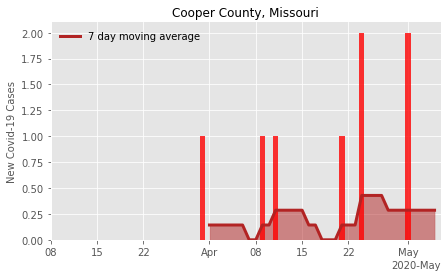 Cooper County, Missouri
7 day moving average
New Covid-19 Cases
2.00
1.75
1.50
1.25
1.00
0.75
0.50
0.25
0.00
08 15 22 Apr 08 15 22 May
2020-May